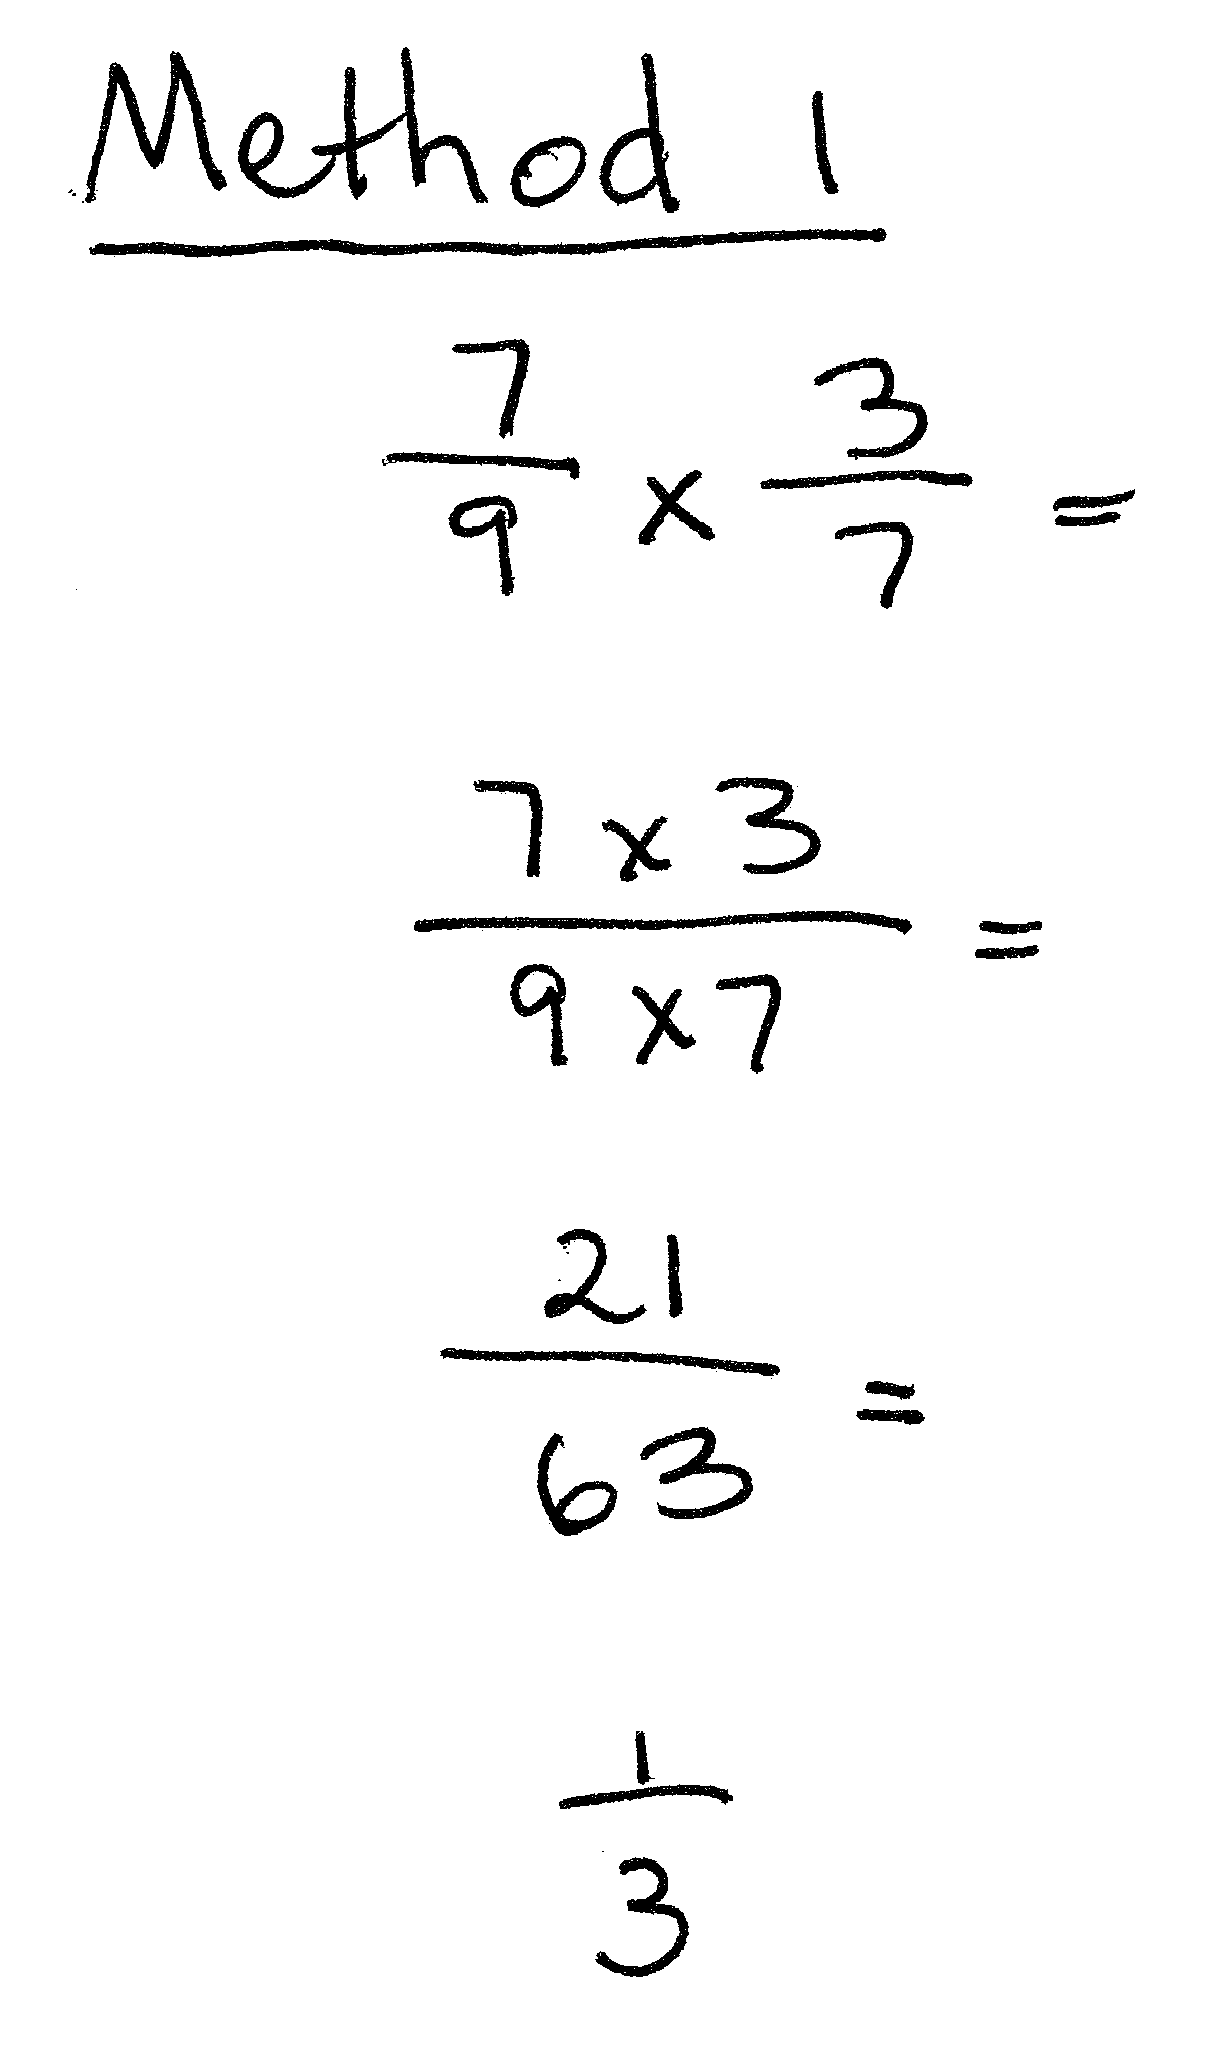 Method 1
7/9 x 3/7 =
7 x 3 / 9 x 7 =
21/63 =
1/3